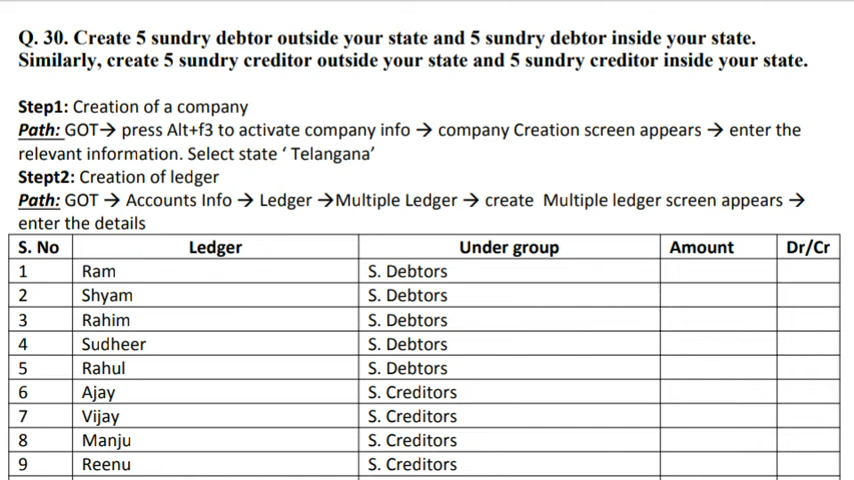 Q. 30. Create 5 sundry debtor outside your state and 5 sundry debtor inside your state.
Similarly, create 5 sundry creditor outside your state and 5 sundry creditor inside your state.
Step1: Creation of a company
Path: GOT→ press Alt+f3 to activate company info → company Creation screen appears → enter the
relevant information. Select state ‘ Telangana’
Stept2: Creation of ledger
Path: GOT → Accounts Info → Ledger →Multiple Ledger → create Multiple ledger screen appears →
enter the details
S. No Ledger Under group Amount Dr/Cr
1 Ram S. Debtors
2 Shyam S. Debtors
3 Rahim S. Debtors
4 Sudheer S. Debtors
5 Rahul S. Debtors
6 Ajay S. Creditors
7 Vijay S. Creditors
8 Manju S. Creditors
9 Reenu S. Creditors